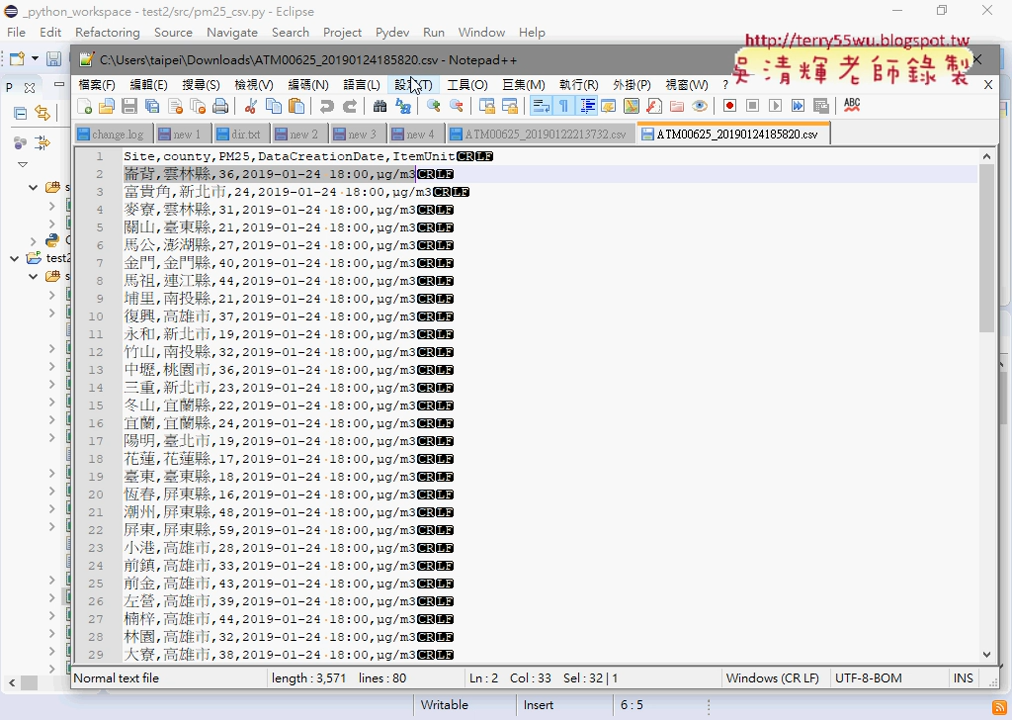 _python_workspace - test2/src/pm25_csv.py - Eclipse
File Edit Refactoring Source Navigate Search Project Pydev Run Window Help
http://terry55wu.blogspot.tw
吳清輝老師錄製
C:\Users\taipei\Downloads\ATM00625_20190124185820.csv - Notepad++
檔案(F) 編輯(E) 搜尋(S) 檢視(V) 編碼(N) 語言(L) 設定(T) 工具(O) 巨集(M) 執行(R) 外掛(P) 視窗(W) ? X
change.log new 1 dir.txt new 2 new 3 new 4 ATM00625_20190122213732.csv ATM00625_20190124185820.csv
1 Site,county,PM25,DataCreationDate,ItemUnitCRLF
2 崙背,雲林縣,36,2019-01-24 18:00,μg/m3CRLF
3 富貴角,新北市,24,2019-01-24 18:00,μg/m3CRLF
4 麥寮,雲林縣,31,2019-01-24 18:00,μg/m3CRLF
5 關山,臺東縣,21,2019-01-24 18:00,μg/m3CRLF
6 馬公,澎湖縣,27,2019-01-24 18:00,μg/m3CRLF
7 金門,金門縣,40,2019-01-24 18:00,μg/m3CRLF
8 馬祖,連江縣,44,2019-01-24 18:00,μg/m3CRLF
9 埔里,南投縣,21,2019-01-24 18:00,μg/m3CRLF
10 復興,高雄市,37,2019-01-24 18:00,μg/m3CRLF
11 永和,新北市,19,2019-01-24 18:00,μg/m3CRLF
12 竹山,南投縣,32,2019-01-24 18:00,μg/m3CRLF
13 中壢,桃園市,36,2019-01-24 18:00,μg/m3CRLF
14 三重,新北市,23,2019-01-24 18:00,μg/m3CRLF
15 冬山,宜蘭縣,22,2019-01-24 18:00,μg/m3CRLF
16 宜蘭,宜蘭縣,24,2019-01-24 18:00,μg/m3CRLF
17 陽明,臺北市,19,2019-01-24 18:00,μg/m3CRLF
18 花蓮,花蓮縣,17,2019-01-24 18:00,μg/m3CRLF
19 臺東,臺東縣,18,2019-01-24 18:00,μg/m3CRLF
20 恆春,屏東縣,16,2019-01-24 18:00,μg/m3CRLF
21 潮州,屏東縣,48,2019-01-24 18:00,μg/m3CRLF
22 屏東,屏東縣,59,2019-01-24 18:00,μg/m3CRLF
23 小港,高雄市,28,2019-01-24 18:00,μg/m3CRLF
24 前鎮,高雄市,33,2019-01-24 18:00,μg/m3CRLF
25 前金,高雄市,43,2019-01-24 18:00,μg/m3CRLF
26 左營,高雄市,39,2019-01-24 18:00,μg/m3CRLF
27 楠梓,高雄市,44,2019-01-24 18:00,μg/m3CRLF
28 林園,高雄市,32,2019-01-24 18:00,μg/m3CRLF
29 大寮,高雄市,38,2019-01-24 18:00,μg/m3CRLF
P
test2
Normal text file length : 3,571 lines : 80 Ln : 2 Col : 33 Sel : 32 | 1 Windows (CR LF) UTF-8-BOM INS
Writable Insert 6 : 5